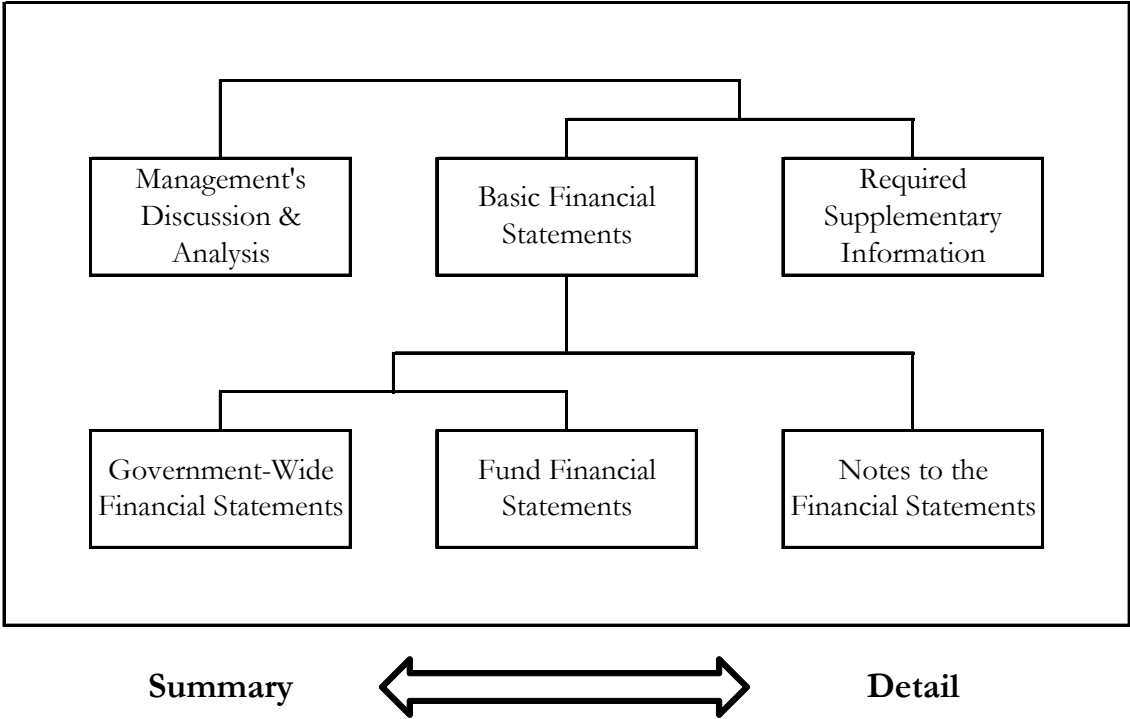 Management's
Discussion &
Analysis
Basic Financial
Statements
Required
Supplementary
Information
Government-Wide
Financial Statements
Fund Financial
Statements
Notes to the
Financial Statements
Summary
Detail